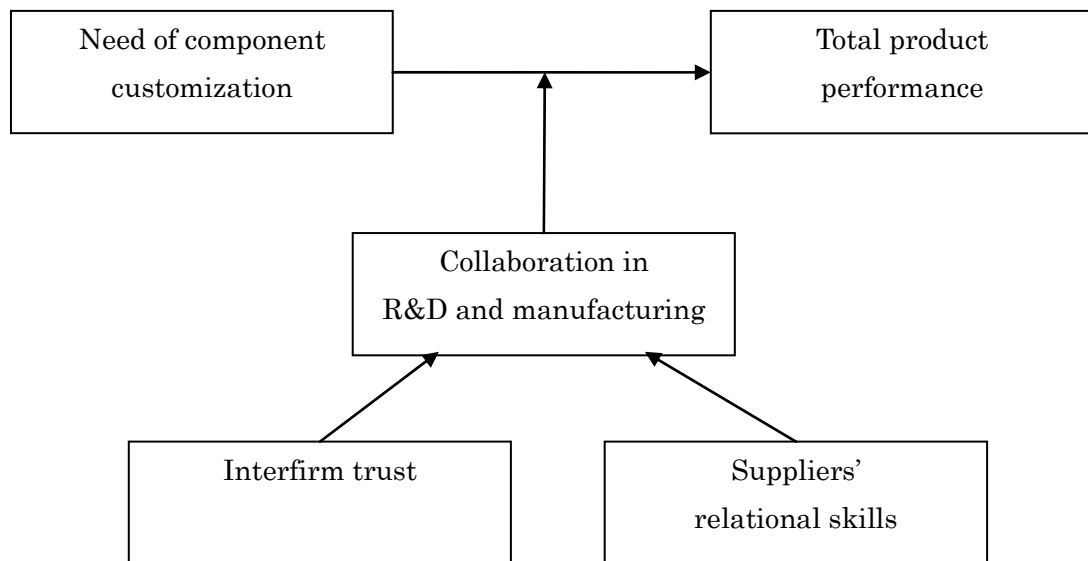 Need of component
customization
Total product
performance
Collaboration in
R&D and manufacturing
Interfirm trust
Suppliers’
relational skills